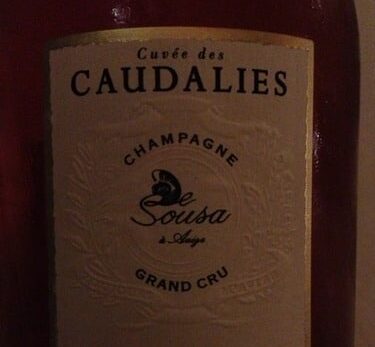 Cuvée des
CAUDALIES
CHAMPAGNE
De
Sousa
à Avize
GRAND CRU